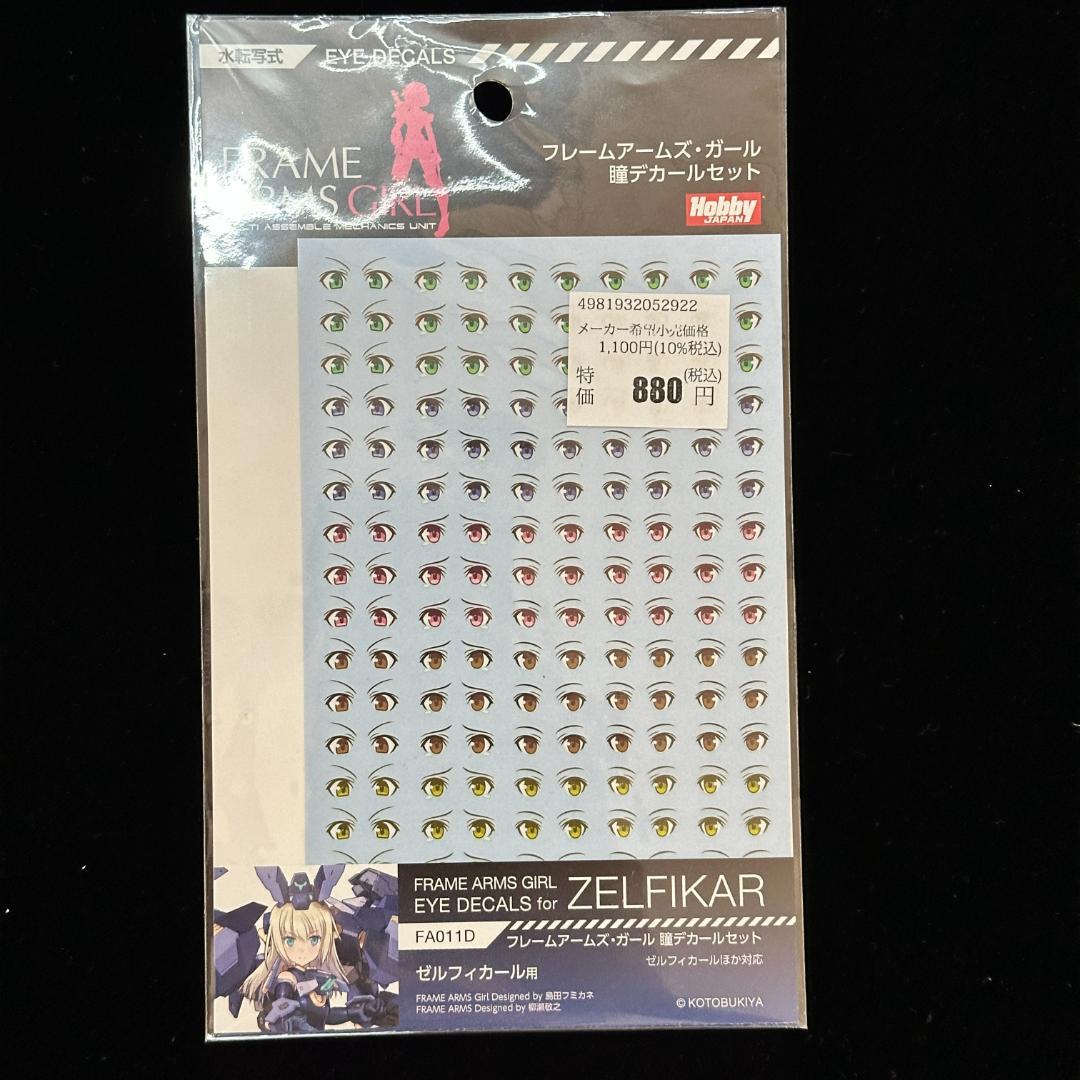 水転写式 EYE DECALS
FRAME
ARMS GIRL
CTI ASSEMBLE MECHANICS UNIT
フレームアームズ・ガール
瞳デカールセット
Hobby
JAPAN
4981932052922
メーカー希望小売価格
1,100円(10%税込)
特価 880円 (税込)
FRAME ARMS GIRL
EYE DECALS for ZELFIKAR
FA011D
フレームアームズ・ガール 瞳デカールセット
ゼルフィカールほか対応
ゼルフィカール用
FRAME ARMS Girl Designed by 島田フミカネ
FRAME ARMS Designed by 柳瀬敬之
© KOTOBUKIYA